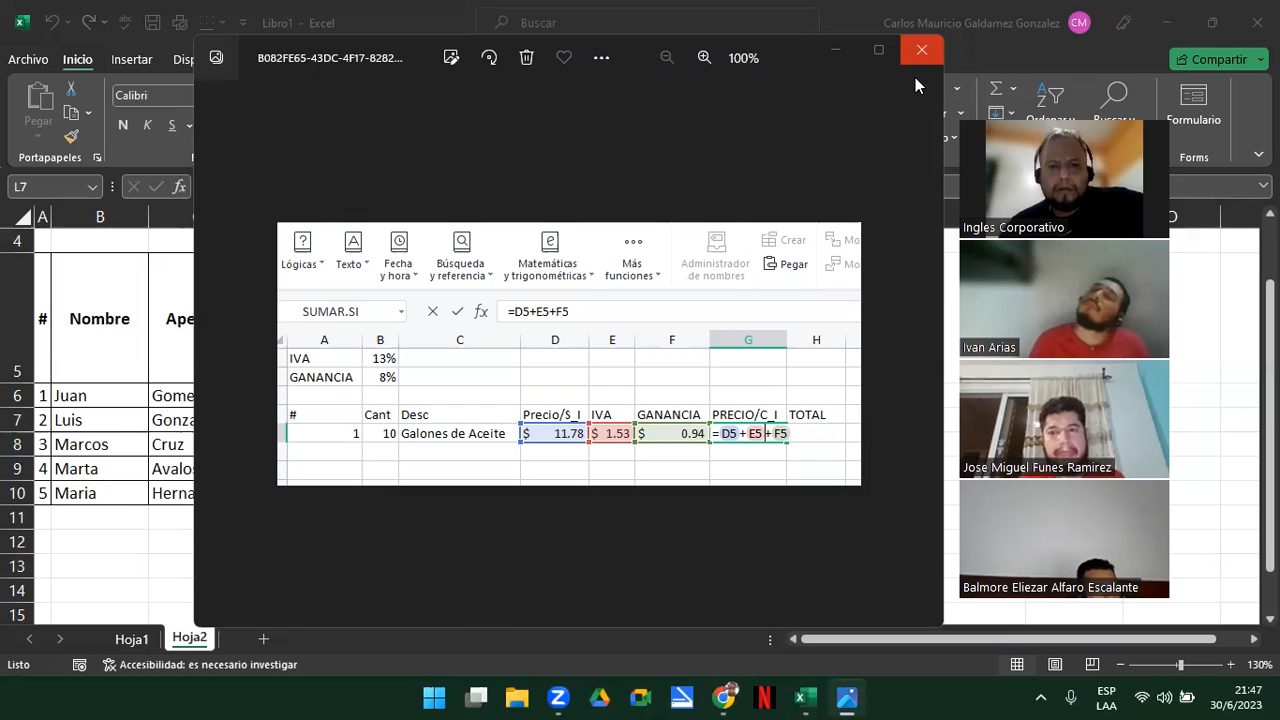 Libro1 - Excel
Buscar
Carlos Mauricio Galdamez Gonzalez
CM
Archivo
Inicio
Insertar
Compartir
B082FE65-43DC-4F17-8282...
100%
Pegar
Calibri
N K S
Portapapeles
Ordenar y
Buscar y
Formulario
Forms
L7
fx
A B
O
4
5
# Nombre
6 1 Juan Gome
7 2 Luis Gonza
8 3 Marcos Cruz
9 4 Marta Avalos
10 5 Maria Herna
11
12
13
14
15
Lógicas
Texto
Fecha
y hora
Búsqueda
y referencia
Matemáticas
y trigonométricas
Más
funciones
Administrador
de nombres
Crear
Pegar
Mo
Mo
SUMAR.SI
fx
=D5+E5+F5
A B C D E F G H
IVA 13%
GANANCIA 8%
# Cant Desc Precio/S_I IVA GANANCIA PRECIO/C_I TOTAL
1 10 Galones de Aceite $ 11.78 $ 1.53 $ 0.94 =D5+E5+F5
Ingles Corporativo
Ivan Arias
Jose Miguel Funes Ramirez
Balmore Eliezar Alfaro Escalante
Hoja1
Hoja2
Listo
Accesibilidad: es necesario investigar
130%
ESP
LAA
21:47
30/6/2023